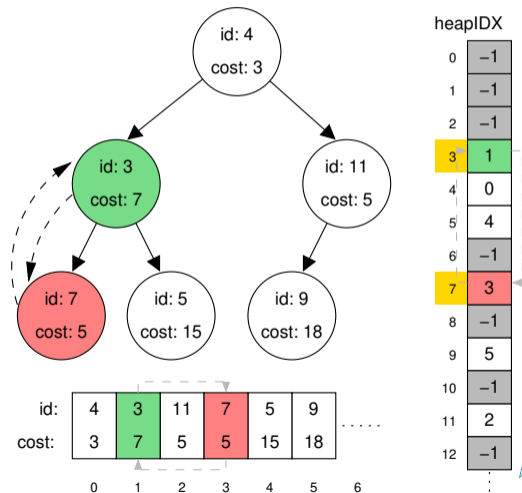 id: 4
cost: 3
id: 3
cost: 7
id: 11
cost: 5
id: 7
cost: 5
id: 5
cost: 15
id: 9
cost: 18
id: 4 3 11 7 5 9
cost: 3 7 5 5 15 18
0 1 2 3 4 5 6
heapIDX
0 −1
1 −1
2 −1
3 1
4 0
5 4
6 −1
7 3
8 −1
9 5
10 −1
11 2
12 −1